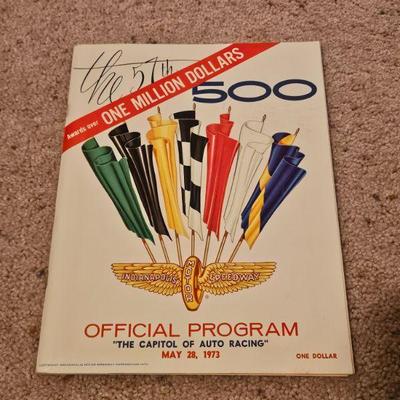 the 57th
Awards over ONE MILLION DOLLARS
500
INDIANAPOLIS MOTOR SPEEDWAY
OFFICIAL PROGRAM
"THE CAPITOL OF AUTO RACING"
MAY 28, 1973
ONE DOLLAR